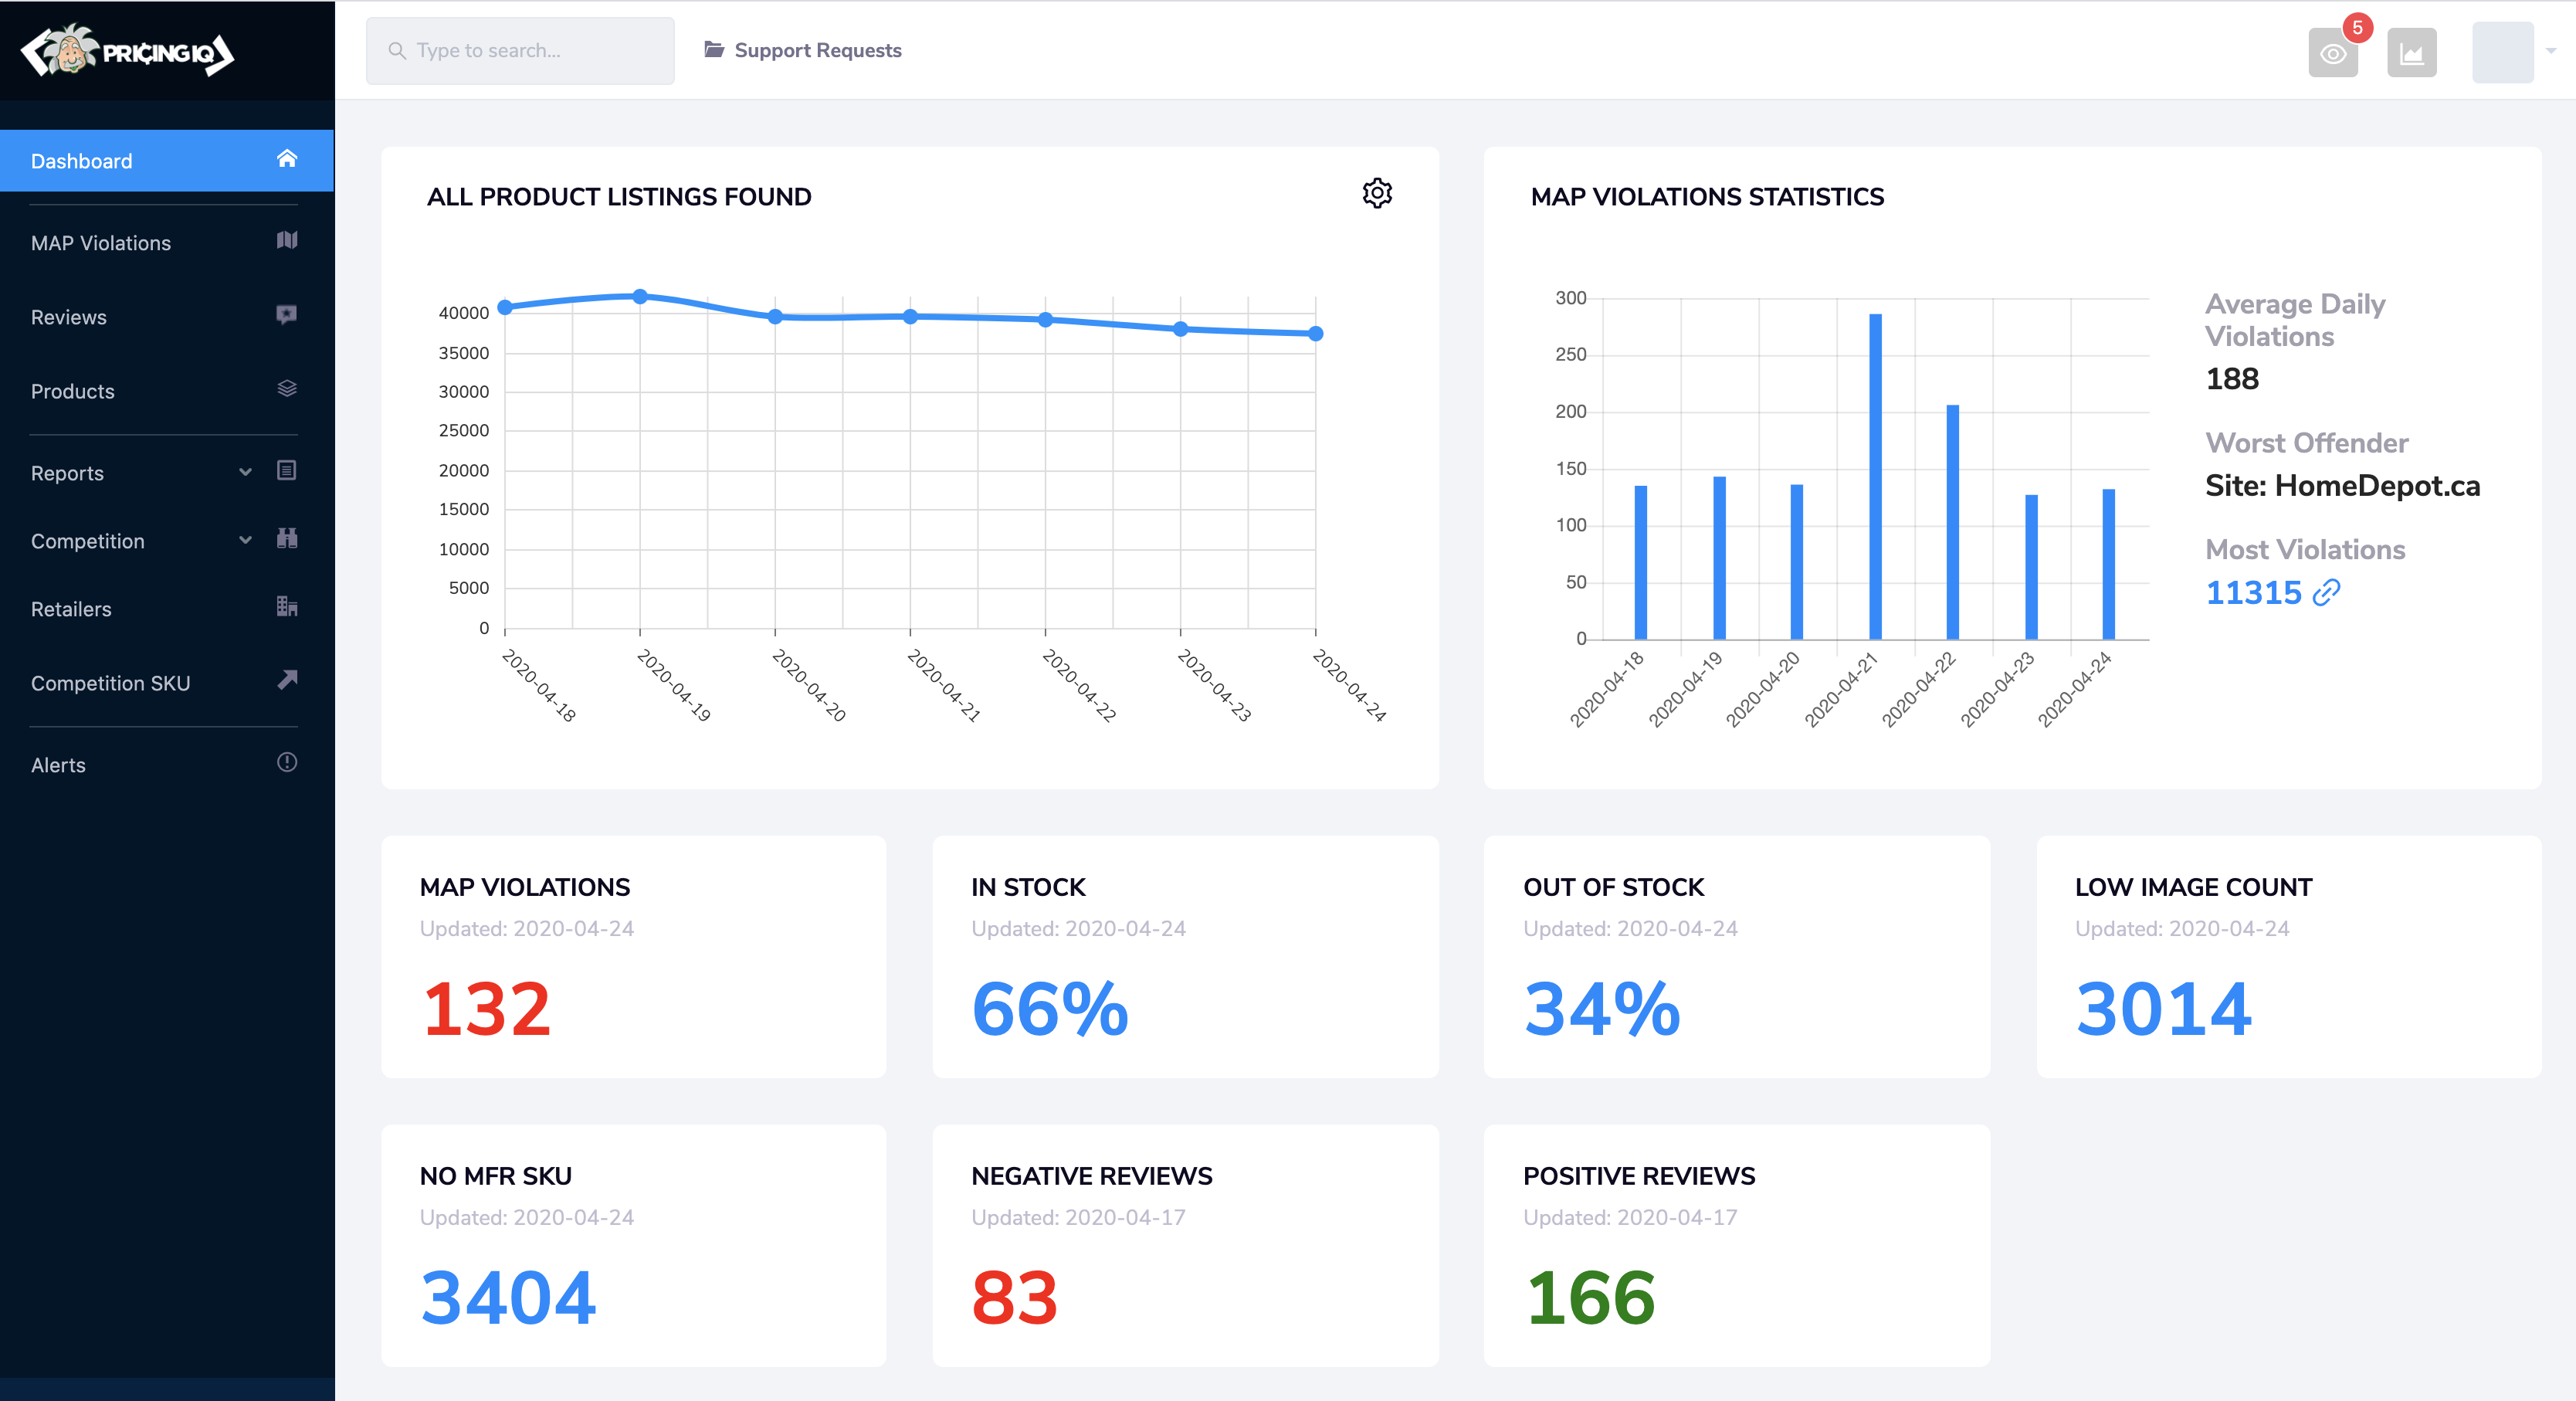 PRICINGIQ
Type to search...
Support Requests
5
Dashboard
MAP Violations
Reviews
Products
Reports
Competition
Retailers
Competition SKU
Alerts
ALL PRODUCT LISTINGS FOUND
40000
35000
30000
25000
20000
15000
10000
5000
0
2020-04-18
2020-04-19
2020-04-20
2020-04-21
2020-04-22
2020-04-23
2020-04-24
MAP VIOLATIONS STATISTICS
300
250
200
150
100
50
0
2020-04-18
2020-04-19
2020-04-20
2020-04-21
2020-04-22
2020-04-23
2020-04-24
Average Daily
Violations
188
Worst Offender
Site: HomeDepot.ca
Most Violations
11315
MAP VIOLATIONS
Updated: 2020-04-24
132
IN STOCK
Updated: 2020-04-24
66%
OUT OF STOCK
Updated: 2020-04-24
34%
LOW IMAGE COUNT
Updated: 2020-04-24
3014
NO MFR SKU
Updated: 2020-04-24
3404
NEGATIVE REVIEWS
Updated: 2020-04-17
83
POSITIVE REVIEWS
Updated: 2020-04-17
166